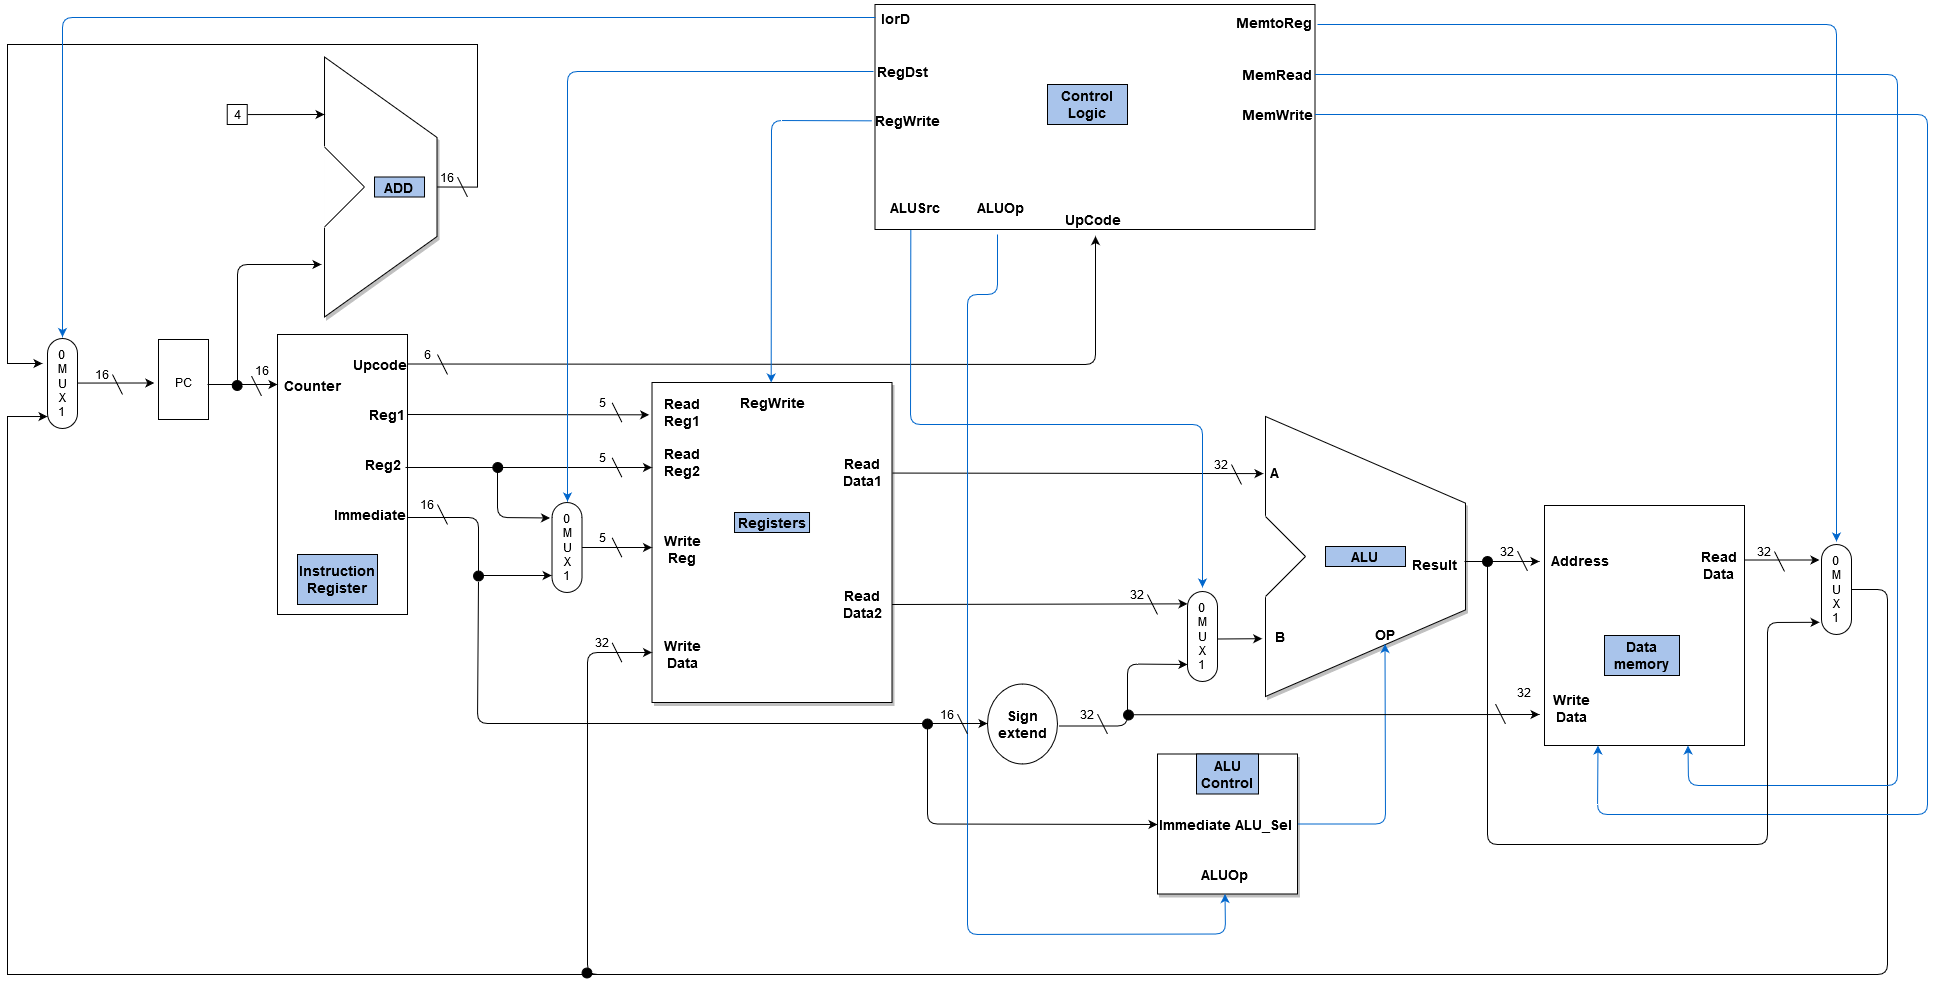 IorD
MemtoReg
RegDst
MemRead
Control
Logic
RegWrite
MemWrite
4
ADD
16
ALUSrc
ALUOp
UpCode
0
M
U
X
1
16
PC
16
Counter
Upcode
6
Reg1
5
Reg2
5
Immediate
16
Instruction
Register
0
M
U
X
1
5
32
Read
Reg1
RegWrite
Read
Reg2
Read
Data1
Registers
Write
Reg
Read
Data2
Write
Data
32
A
32
0
M
U
X
1
B
ALU
Result
OP
32
Address
Read
Data
32
Data
memory
32
Write
Data
0
M
U
X
1
16
Sign
extend
32
ALU
Control
Immediate ALU_Sel
ALUOp